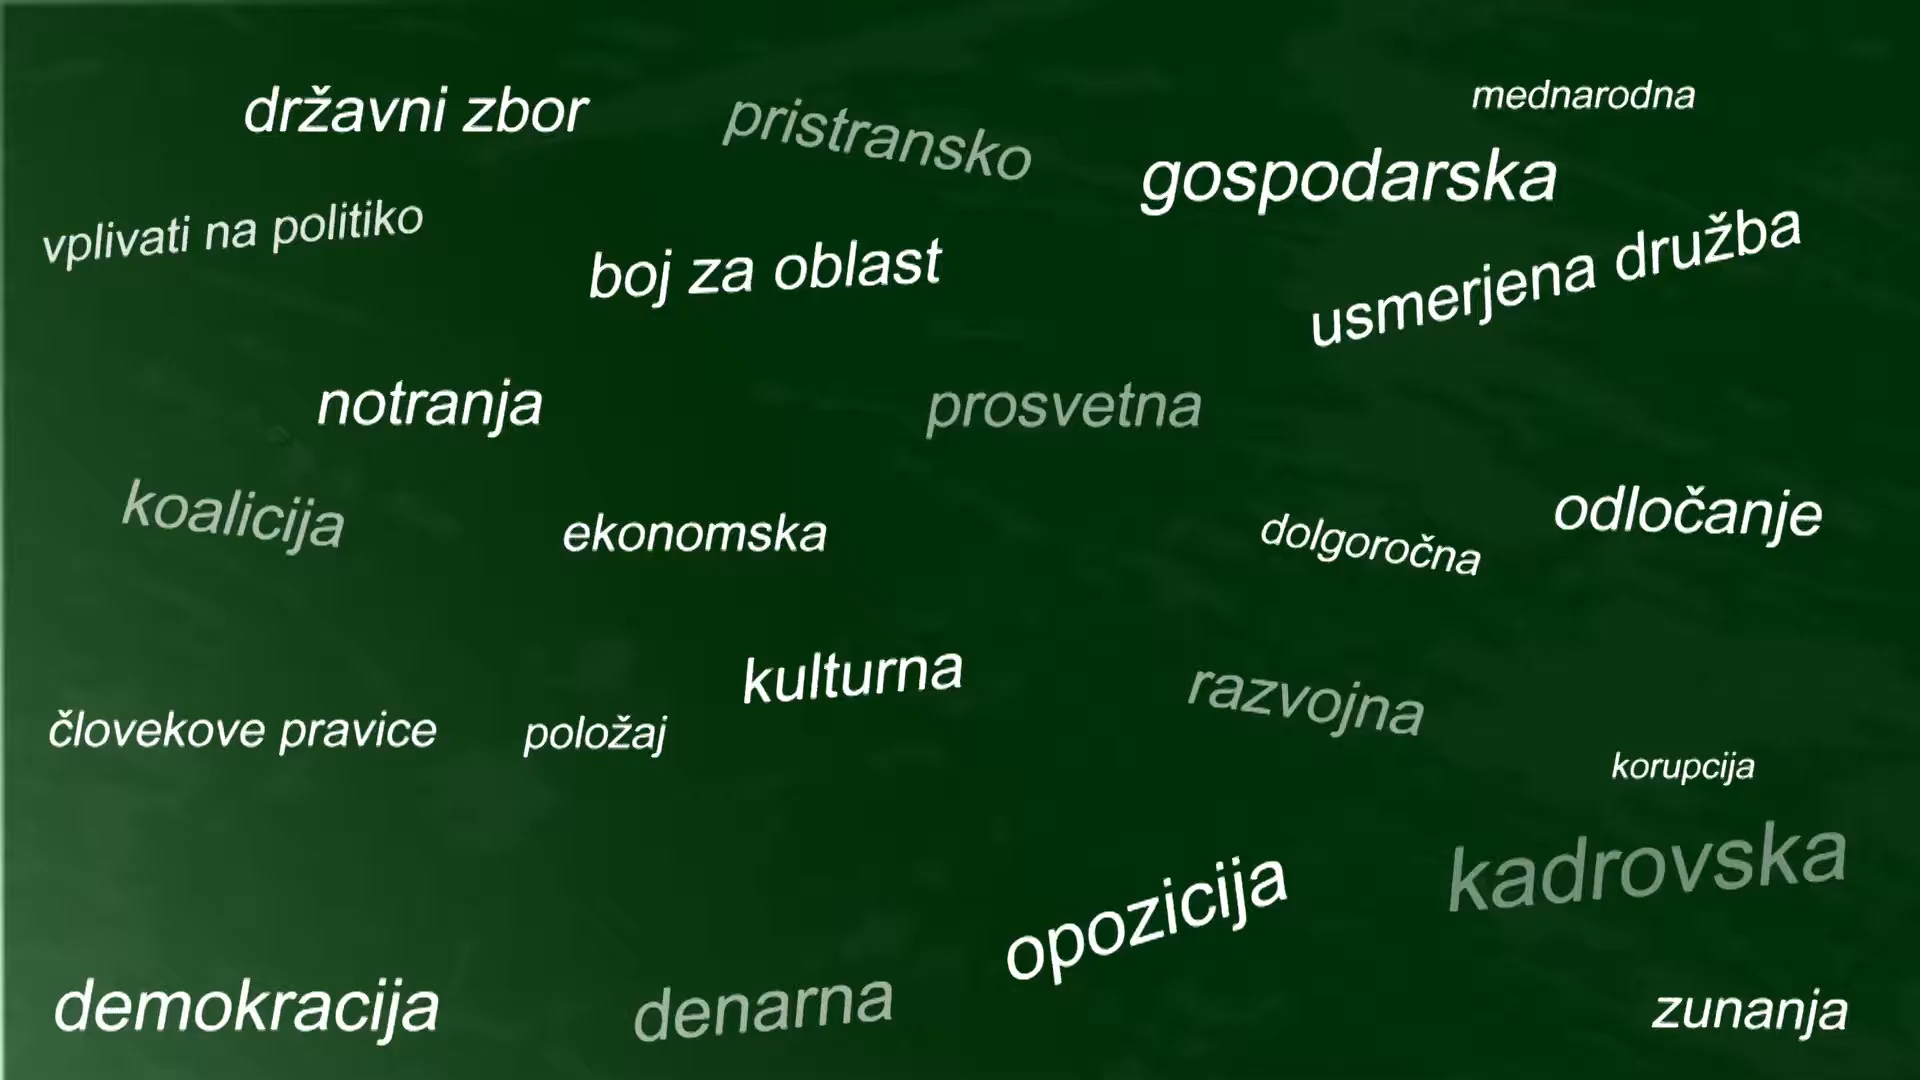 državni zbor
pristransko
mednarodna
gospodarska
vplivati na politiko
boj za oblast
usmerjena družba
notranja
prosvetna
koalicija
ekonomska
dolgoročna
odločanje
kulturna
razvojna
človekove pravice
položaj
korupcija
kadrovska
opozicija
demokracija
denarna
zunanja